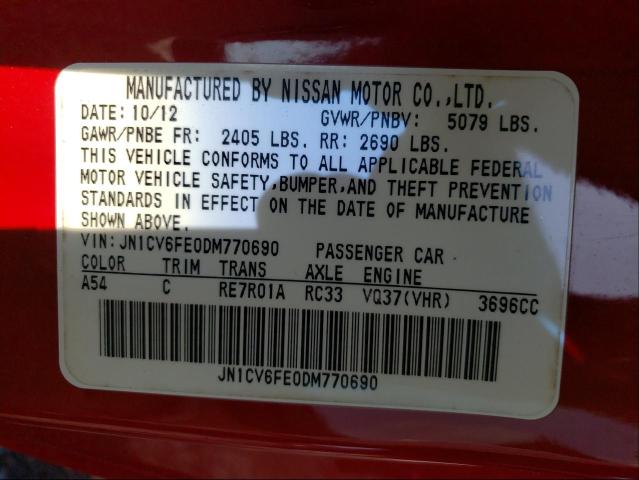 MANUFACTURED BY NISSAN MOTOR CO.,LTD.
DATE: 10/12 GVWR/PNBV: 5079 LBS.
GAWR/PNBE FR: 2405 LBS. RR: 2690 LBS.
THIS VEHICLE CONFORMS TO ALL APPLICABLE FEDERAL
MOTOR VEHICLE SAFETY,BUMPER,AND THEFT PREVENTION
STANDARDS IN EFFECT ON THE DATE OF MANUFACTURE
SHOWN ABOVE.
VIN:JN1CV6FE0DM770690 PASSENGER CAR
COLOR TRIM TRANS AXLE ENGINE
A54 C RE7R01A RC33 VQ37(VHR) 3696CC
JN1CV6FE0DM770690